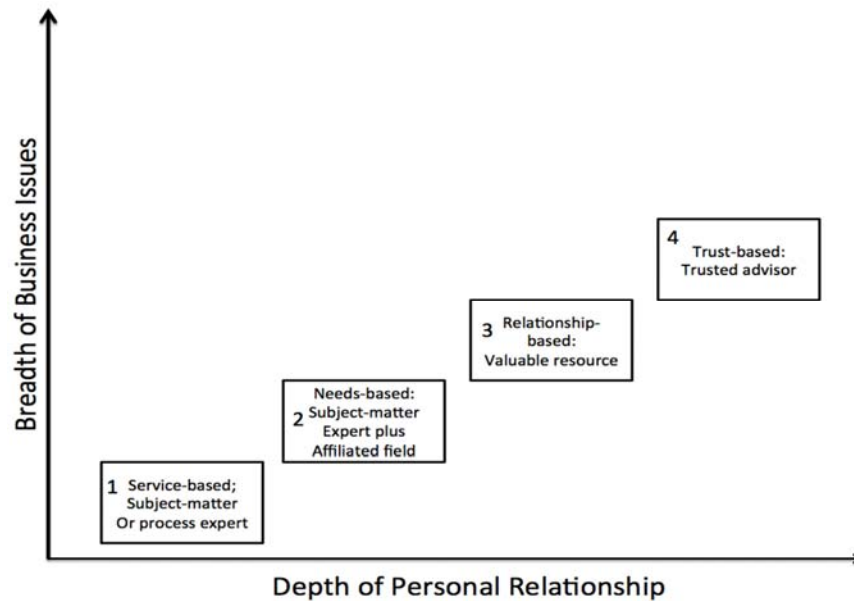 Breadth of Business Issues
4
Trust-based:
Trusted advisor
3
Relationship-
based:
Valuable resource
2
Needs-based:
Subject-matter
Expert plus
Affiliated field
1
Service-based;
Subject-matter
Or process expert
Depth of Personal Relationship